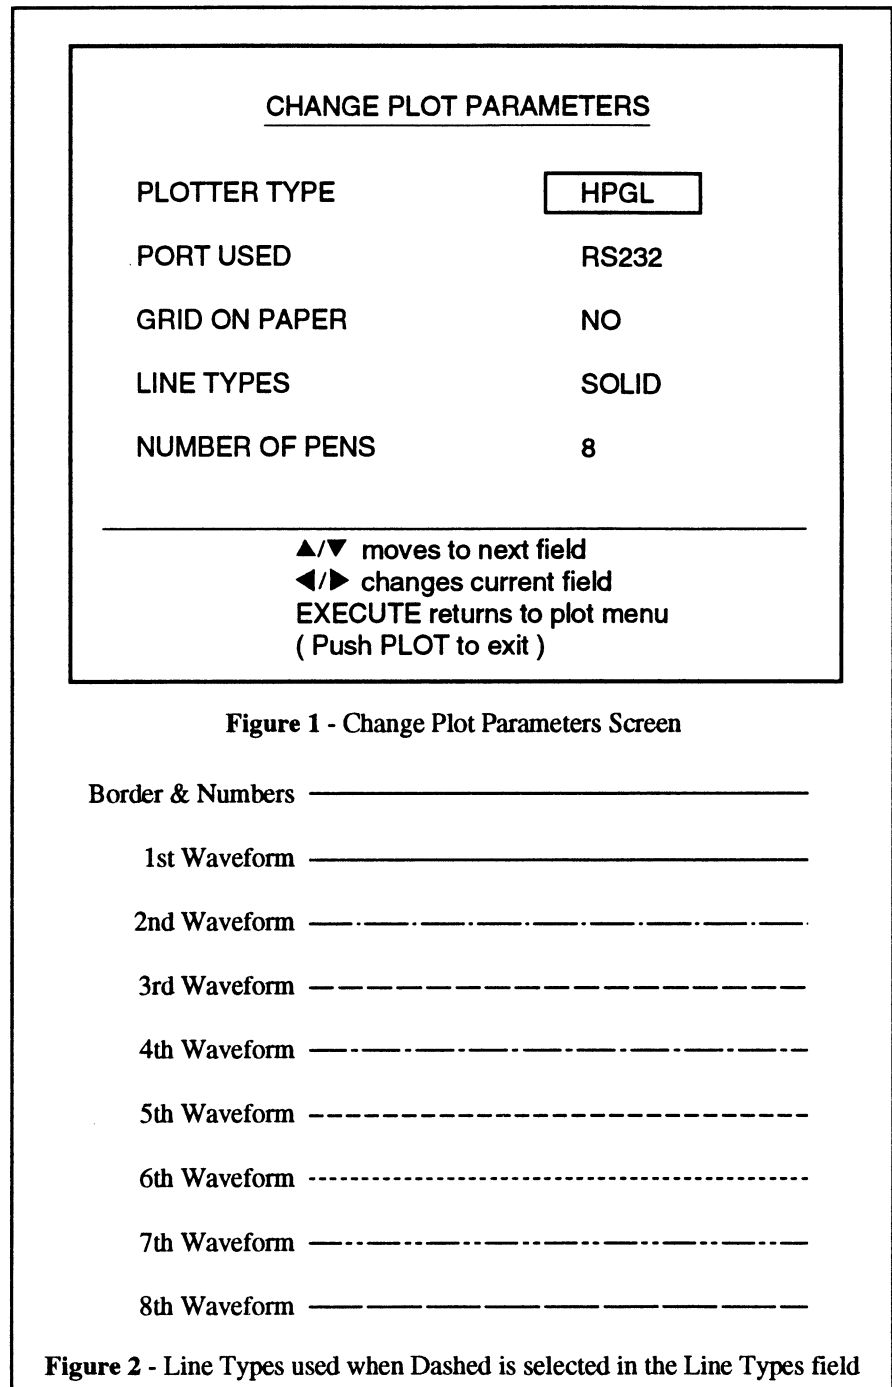 CHANGE PLOT PARAMETERS
PLOTTER TYPE HPGL
PORT USED RS232
GRID ON PAPER NO
LINE TYPES SOLID
NUMBER OF PENS 8
▲/▼ moves to next field
◄/► changes current field
EXECUTE returns to plot menu
( Push PLOT to exit )
Figure 1 - Change Plot Parameters Screen
Border & Numbers
1st Waveform
2nd Waveform
3rd Waveform
4th Waveform
5th Waveform
6th Waveform
7th Waveform
8th Waveform
Figure 2 - Line Types used when Dashed is selected in the Line Types field